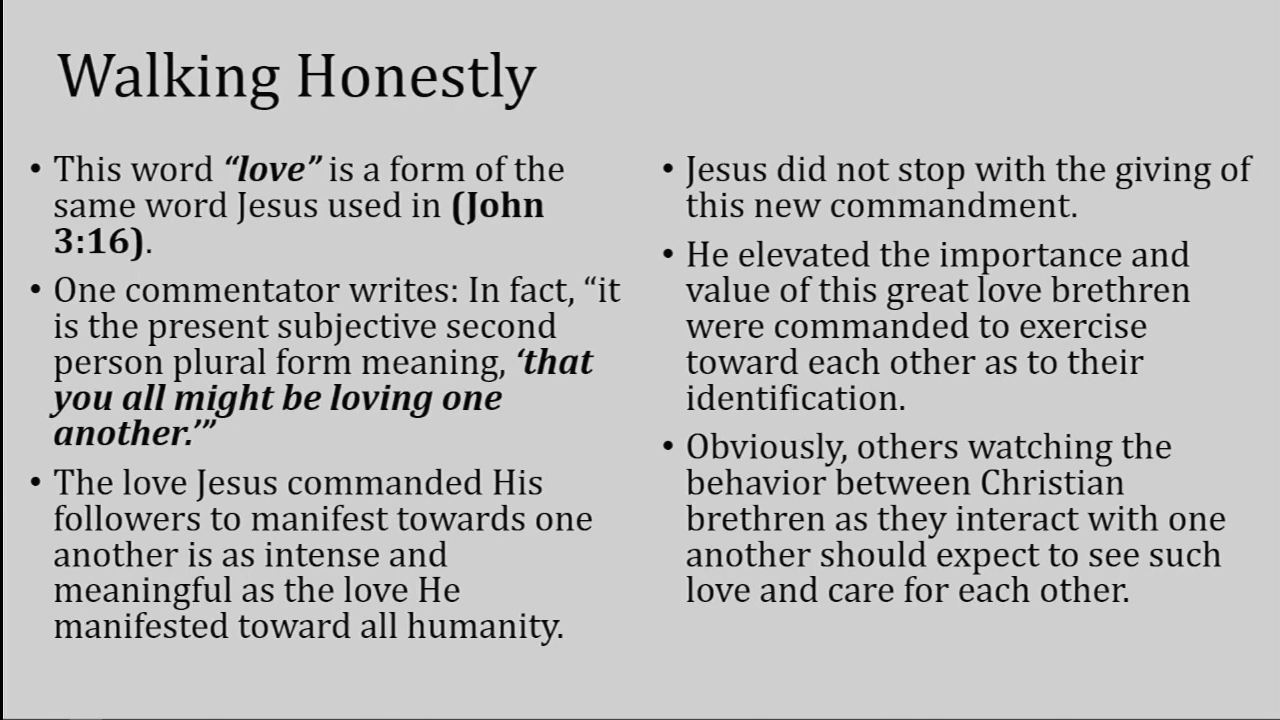 Walking Honestly
• This word “love” is a form of the
same word Jesus used in (John
3:16).
• One commentator writes: In fact, “it
is the present subjective second
person plural form meaning, ‘that
you all might be loving one
another.’”
• The love Jesus commanded His
followers to manifest towards one
another is as intense and
meaningful as the love He
manifested toward all humanity.
• Jesus did not stop with the giving of
this new commandment.
• He elevated the importance and
value of this great love brethren
were commanded to exercise
toward each other as to their
identification.
• Obviously, others watching the
behavior between Christian
brethren as they interact with one
another should expect to see such
love and care for each other.